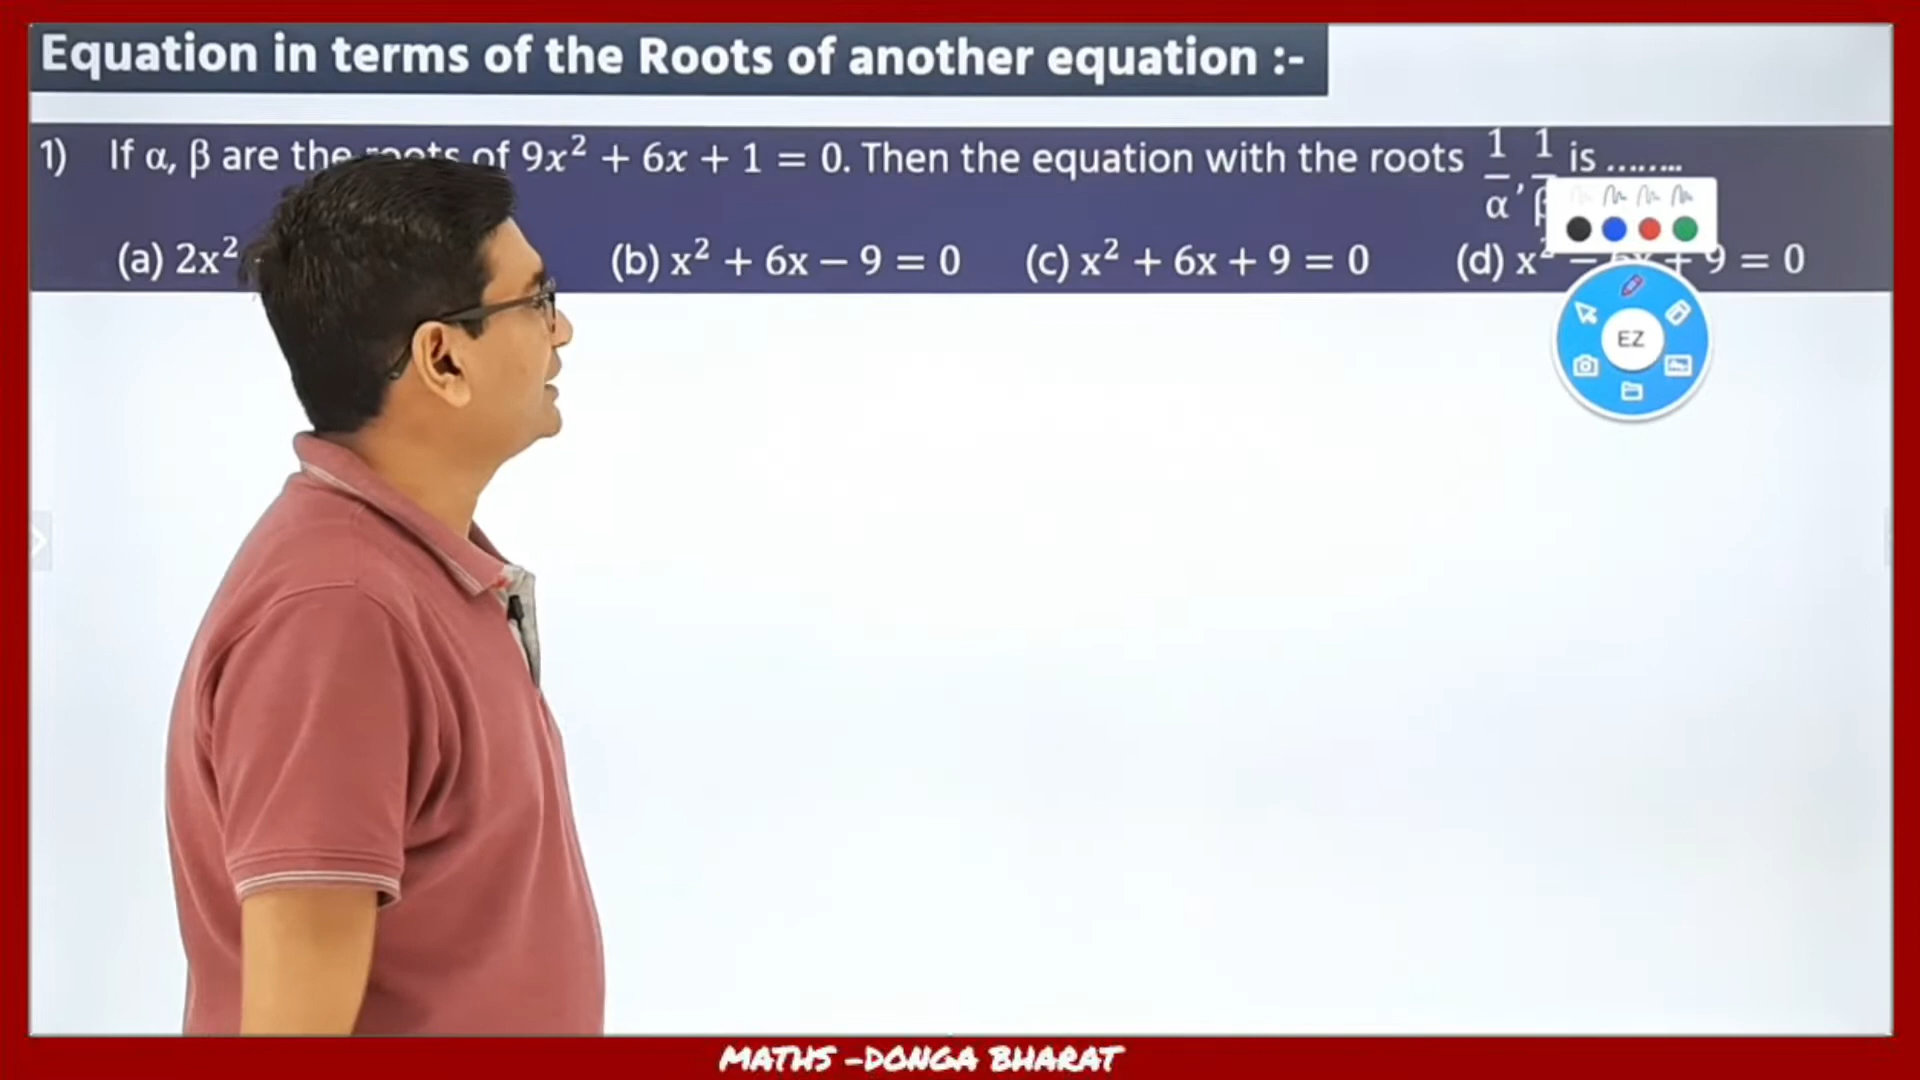 Equation in terms of the Roots of another equation :-
1) If α, β are the roots of 9x² + 6x + 1 = 0. Then the equation with the roots 1/α, 1/β is ........
(a) 2x² (b) x² + 6x − 9 = 0 (c) x² + 6x + 9 = 0 (d) x² − 6x + 9 = 0
EZ
MATHS -DONGA BHARAT